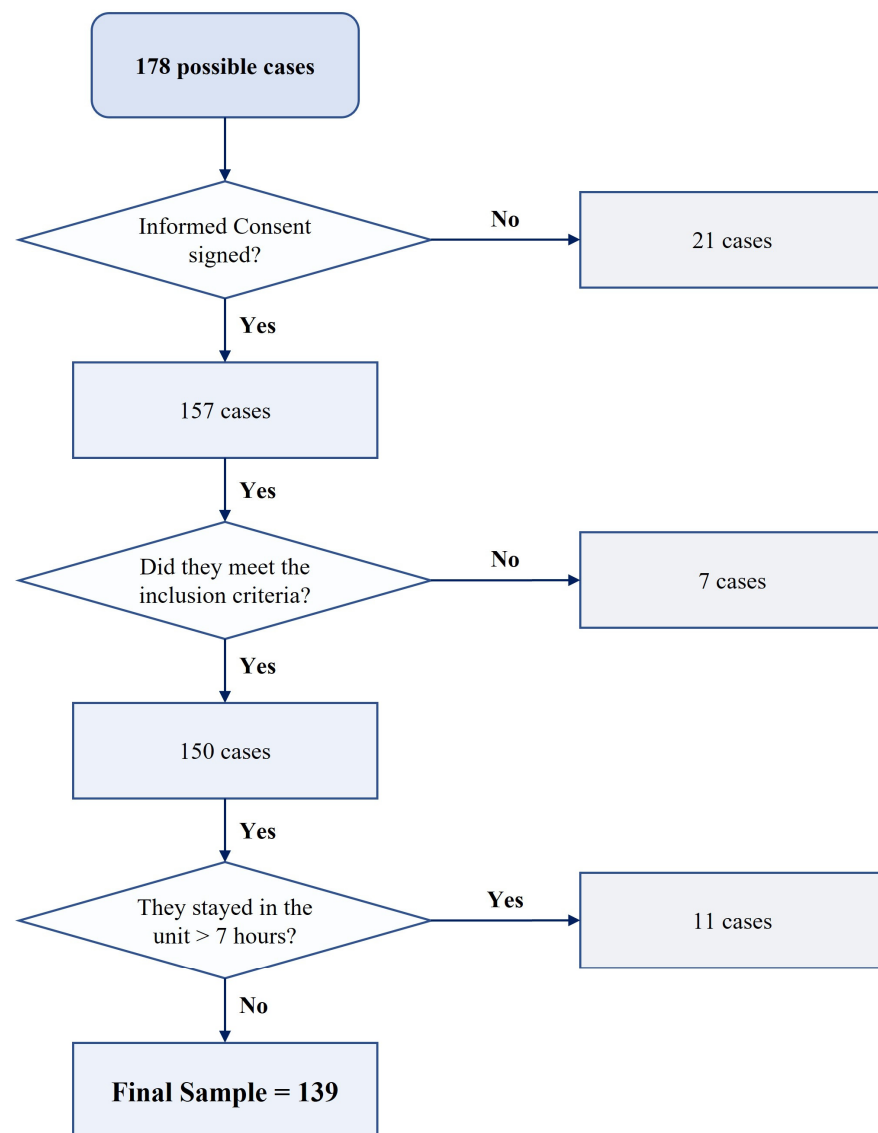 178 possible cases
Informed Consent
signed?
No
21 cases
Yes
157 cases
Yes
Did they meet the
inclusion criteria?
No
7 cases
Yes
150 cases
Yes
They stayed in the
unit > 7 hours?
Yes
11 cases
No
Final Sample = 139